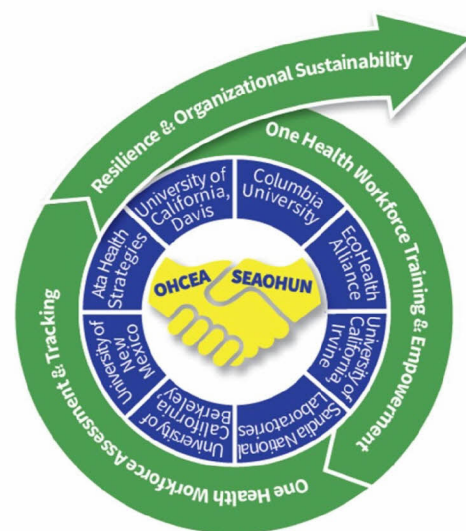 Resilience & Organizational Sustainability
One Health Workforce Training & Empowerment
One Health Workforce Assessment & Tracking
University of
California,
Davis
Columbia
University
EcoHealth
Alliance
University of
California,
Irvine
Sandia National
Laboratories
University of
California
Berkeley
University of
New
Mexico
Ata Health
Strategies
OHCEA
SEAOHUN